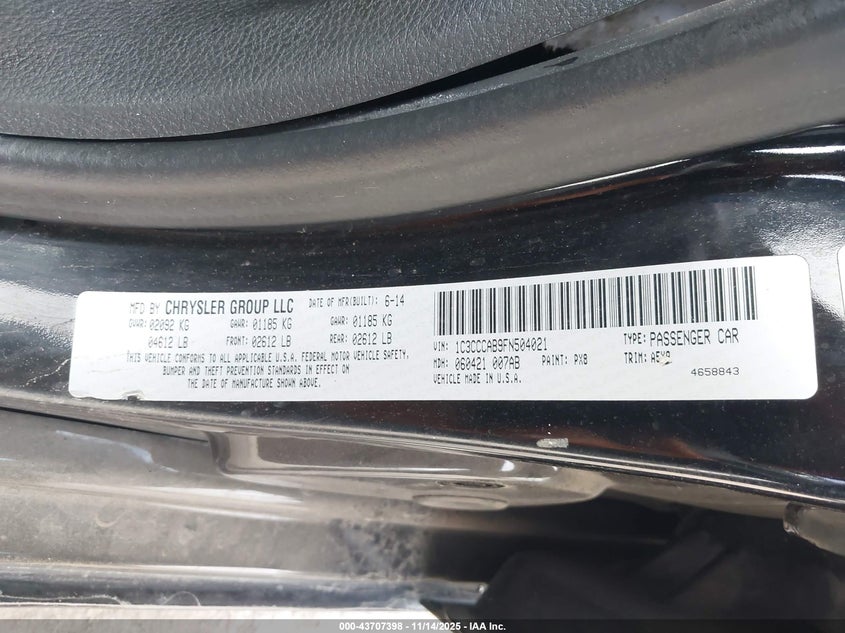 MFD BY CHRYSLER GROUP LLC DATE OF MFR(BUILT): 6-14
GVWR: 02092 KG GAWR: 01185 KG GAWR: 01185 KG
04612 LB FRONT: 02612 LB REAR: 02612 LB
THIS VEHICLE CONFORMS TO ALL APPLICABLE U.S.A. FEDERAL MOTOR VEHICLE SAFETY,
BUMPER AND THEFT PREVENTION STANDARDS IN EFFECT ON
THE DATE OF MANUFACTURE SHOWN ABOVE.
VIN: 1C3CCCAB9FN504021 TYPE: PASSENGER CAR
MDH: 060421 007AB PAINT: PX8 TRIM:
VEHICLE MADE IN U.S.A. 4658843
000-43707398 - 11/14/2025 - IAA Inc.